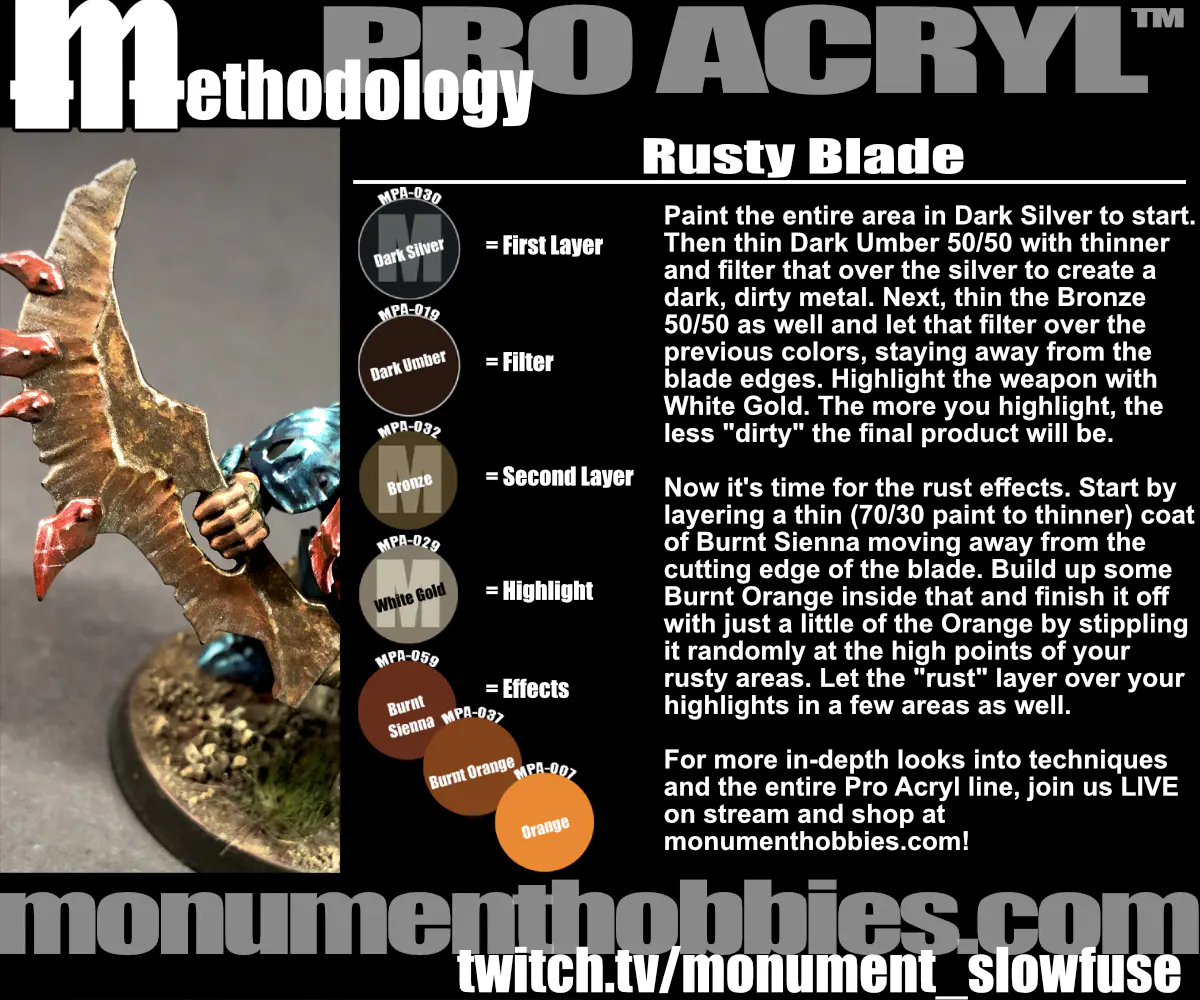 PRO ACRYL™
Methodology
Rusty Blade
MPA-030
Dark Silver
= First Layer
MPA-019
Dark Umber
= Filter
MPA-032
M
Bronze
= Second Layer
MPA-029
M
White Gold
= Highlight
MPA-059
Burnt
Sienna
= Effects
MPA-037
Burnt Orange
MPA-007
Orange
Paint the entire area in Dark Silver to start.
Then thin Dark Umber 50/50 with thinner
and filter that over the silver to create a
dark, dirty metal. Next, thin the Bronze
50/50 as well and let that filter over the
previous colors, staying away from the
blade edges. Highlight the weapon with
White Gold. The more you highlight, the
less "dirty" the final product will be.
Now it's time for the rust effects. Start by
layering a thin (70/30 paint to thinner) coat
of Burnt Sienna moving away from the
cutting edge of the blade. Build up some
Burnt Orange inside that and finish it off
with just a little of the Orange by stippling
it randomly at the high points of your
rusty areas. Let the "rust" layer over your
highlights in a few areas as well.
For more in-depth looks into techniques
and the entire Pro Acryl line, join us LIVE
on stream and shop at
monumenthobbies.com!
monumenthobbies.com
twitch.tv/monument_slowfuse